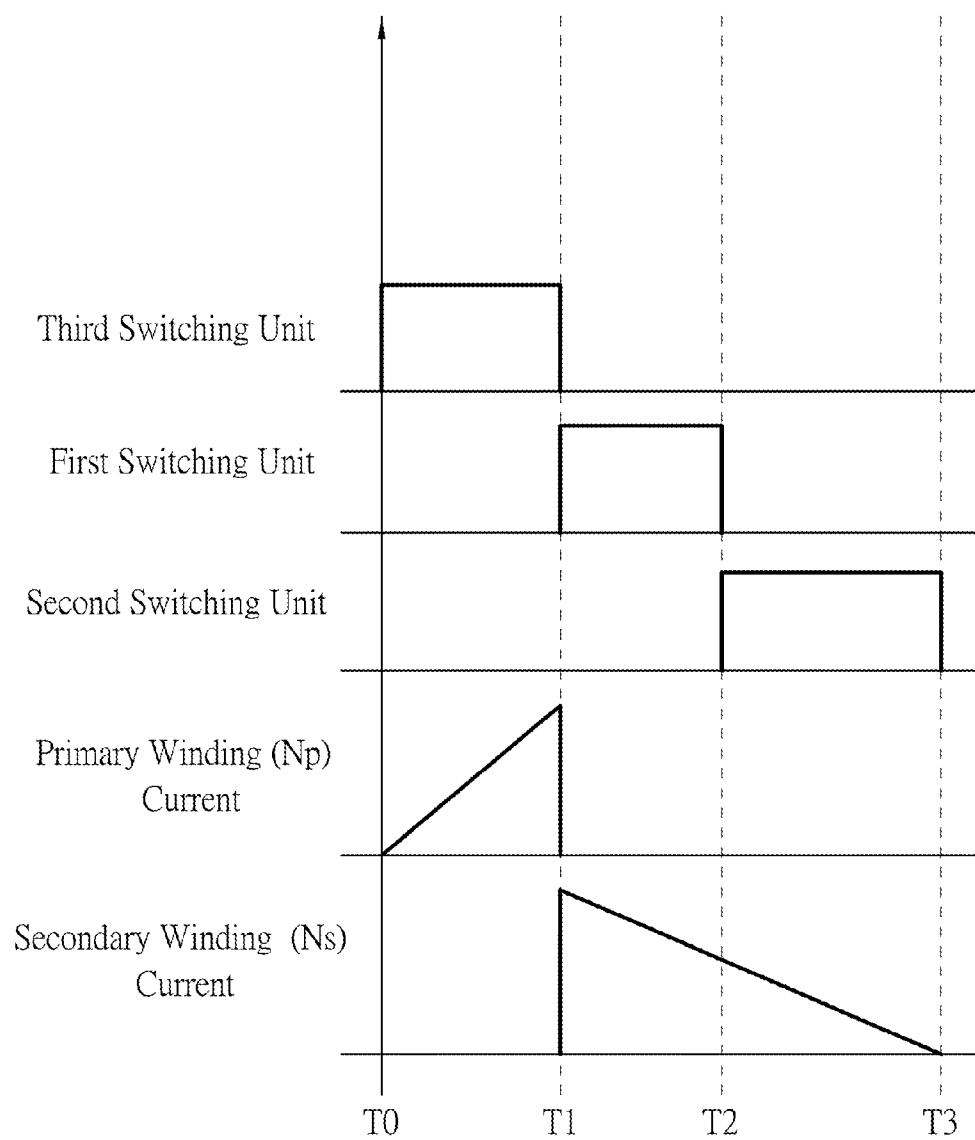 Third Switching Unit
First Switching Unit
Second Switching Unit
Primary Winding (Np)
Current
Secondary Winding (Ns)
Current
T0 T1 T2 T3